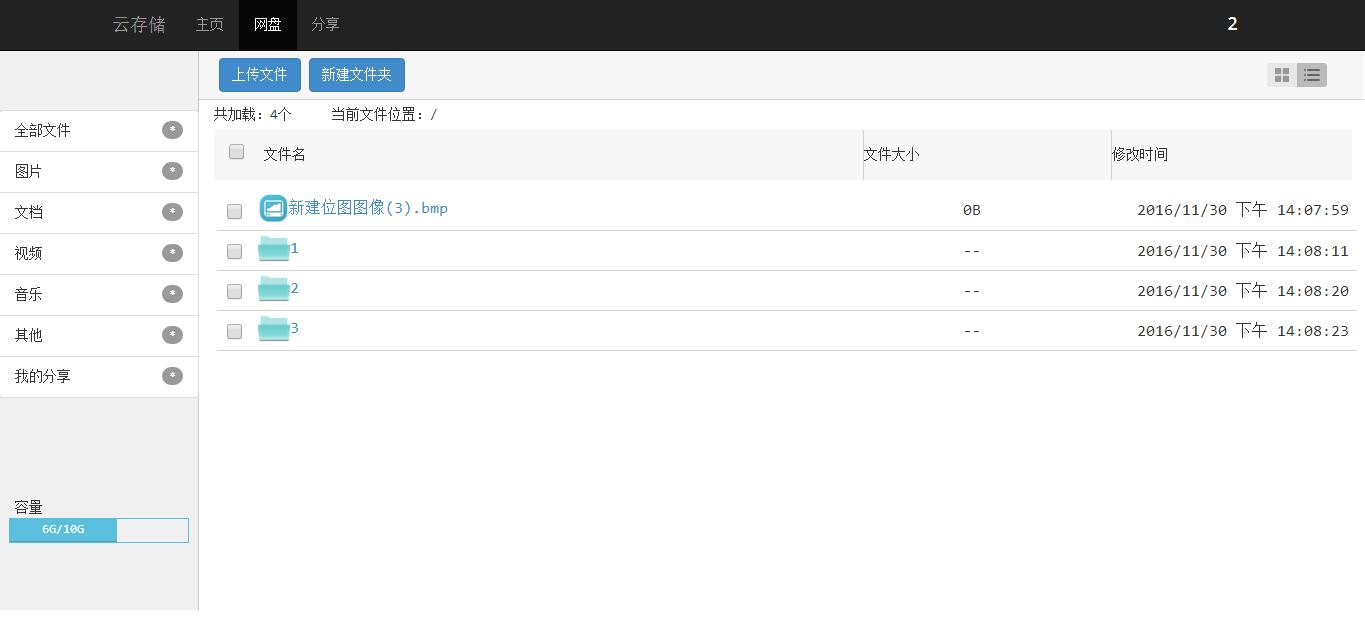 云存储 主页 网盘 分享 2
上传文件 新建文件夹
共加载：4个 当前文件位置：/
全部文件 *
图片 *
文档 *
视频 *
音乐 *
其他 *
我的分享 *
容量
6G/10G
文件名 文件大小 修改时间
新建位图图像(3).bmp 0B 2016/11/30 下午 14:07:59
1 -- 2016/11/30 下午 14:08:11
2 -- 2016/11/30 下午 14:08:20
3 -- 2016/11/30 下午 14:08:23